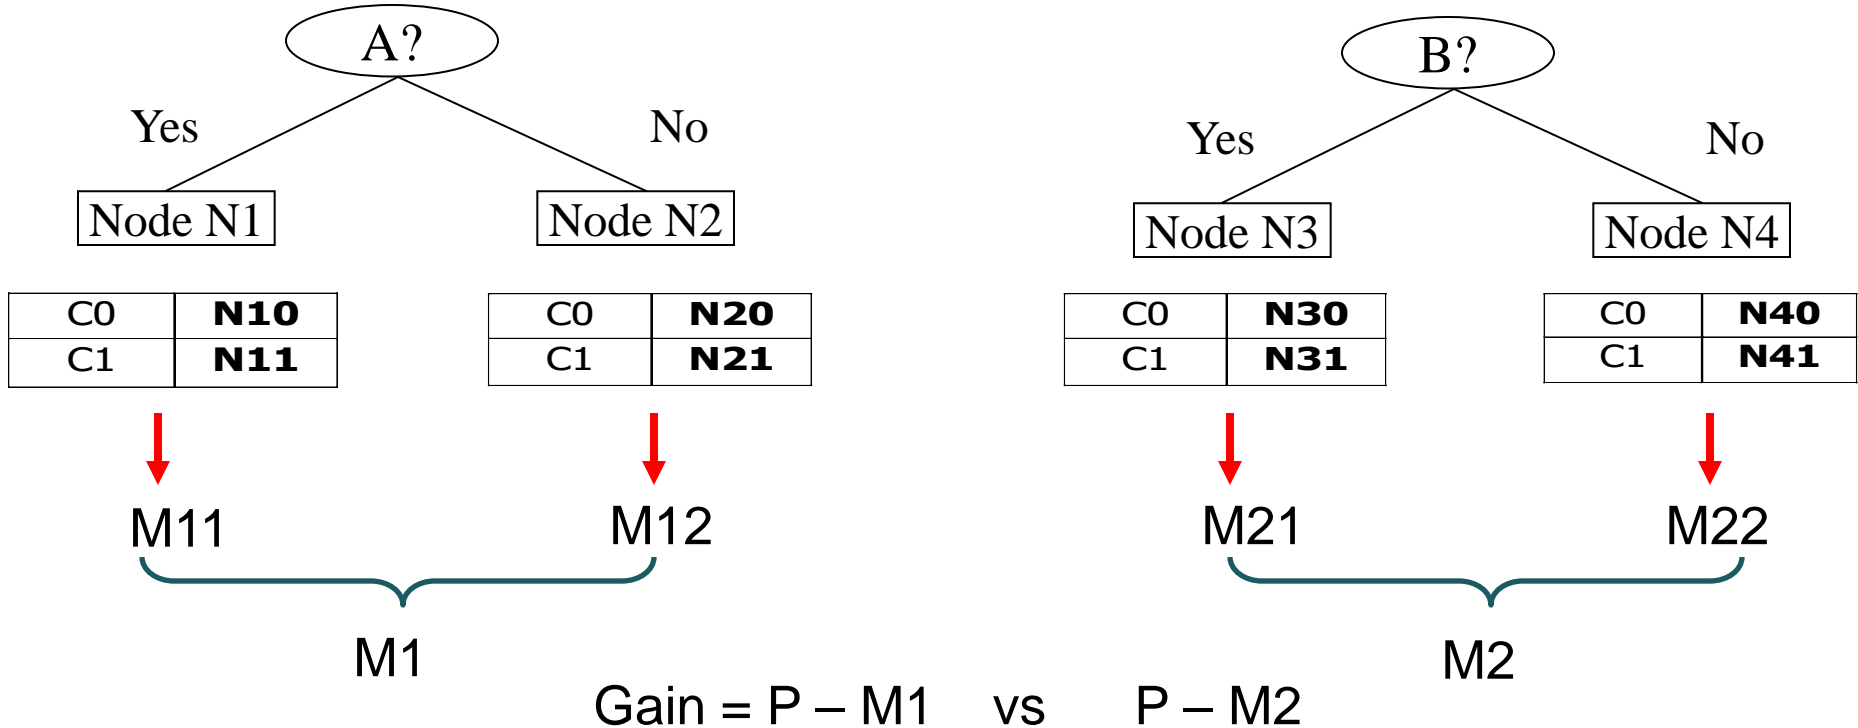 A? B?
Yes No Yes No
Node N1 Node N2 Node N3 Node N4
C0 N10 C0 N20 C0 N30 C0 N40
C1 N11 C1 N21 C1 N31 C1 N41
M11 M12 M21 M22
M1 M2
Gain = P – M1 vs P – M2